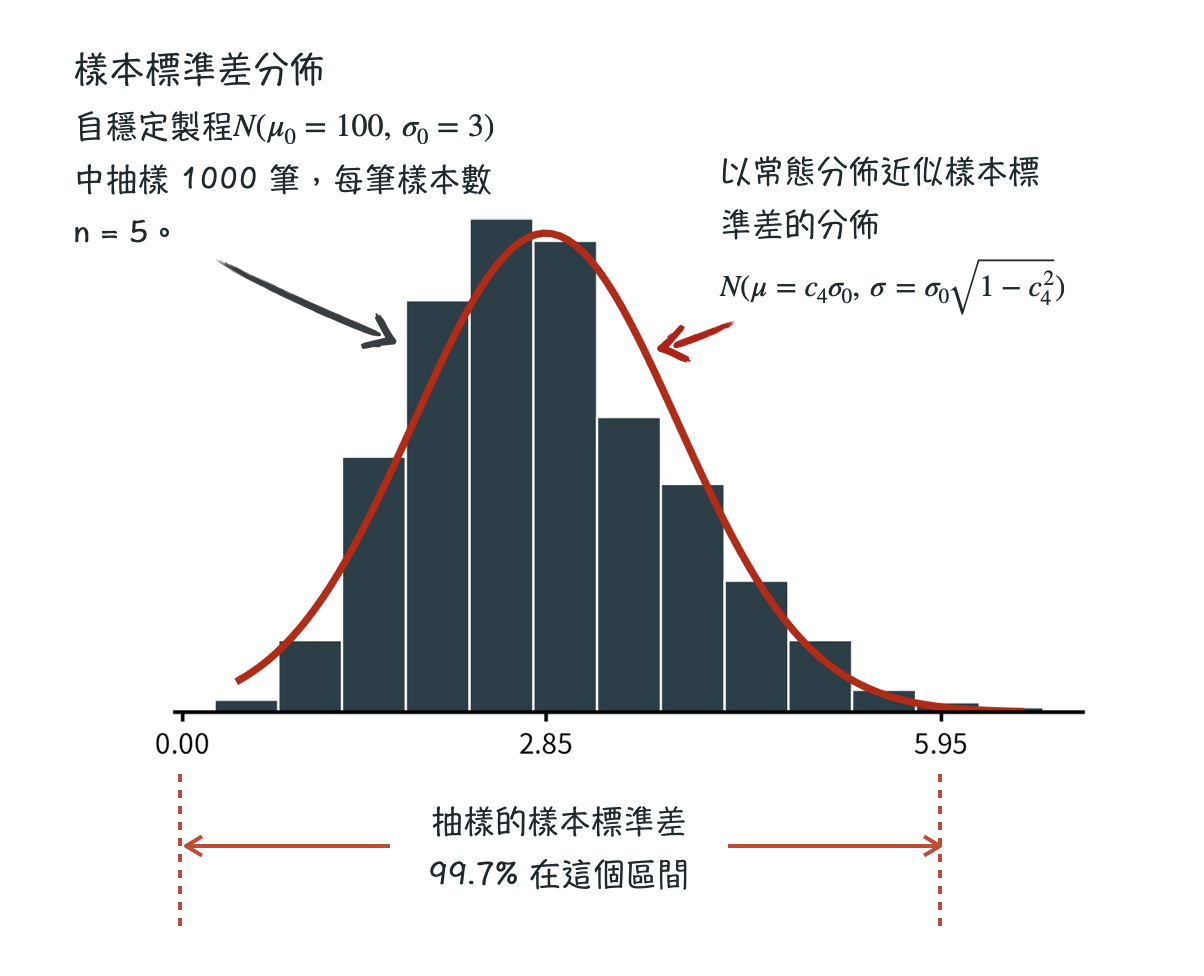 樣本標準差分佈
自穩定製程N(μ₀ = 100, σ₀ = 3)
中抽樣 1000 筆，每筆樣本數
n = 5。
以常態分佈近似樣本標
準差的分佈
N(μ = c₄σ₀, σ = σ₀√(1 − c₄²))
0.00
2.85
5.95
抽樣的樣本標準差
99.7% 在這個區間